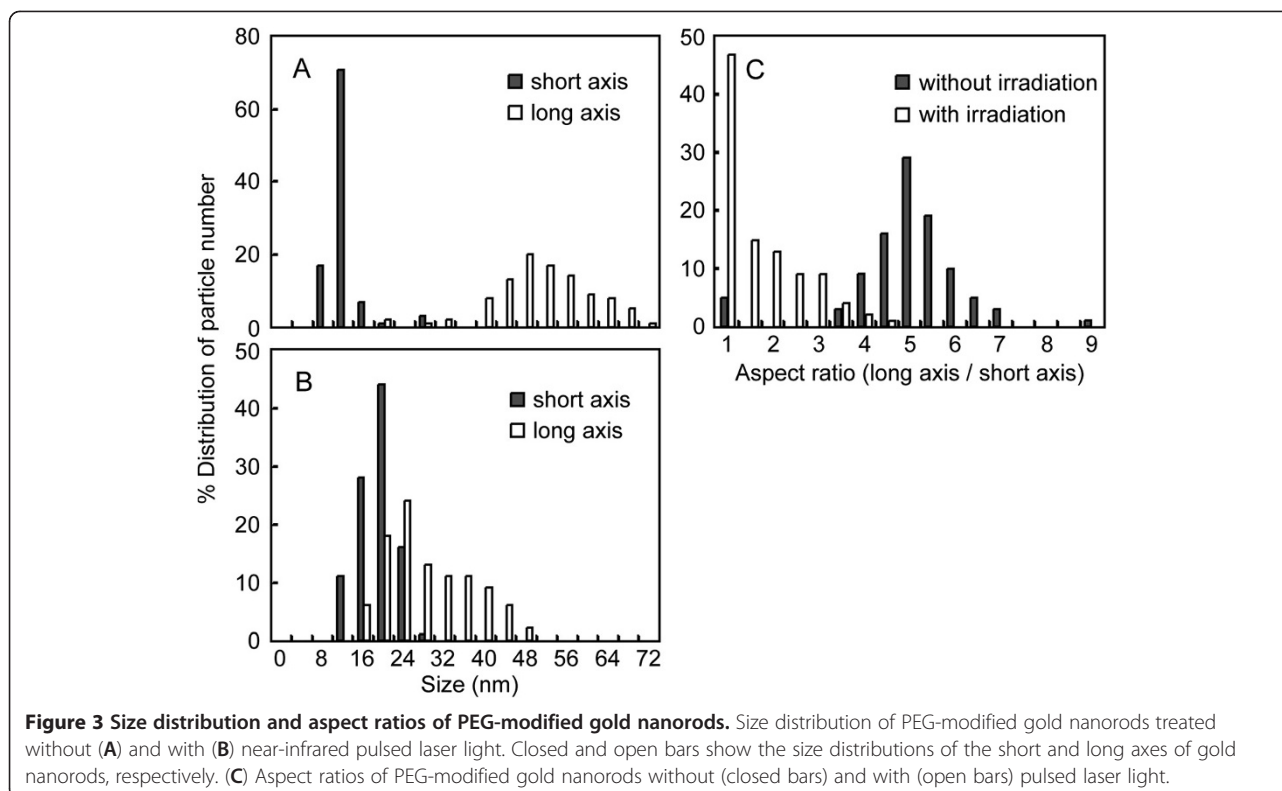 % Distribution of particle number
80
60
40
20
0
A
short axis
long axis
50
40
30
20
10
0
B
short axis
long axis
0 8 16 24 32 40 48 56 64 72
Size (nm)
50
40
30
20
10
0
C
without irradiation
with irradiation
1 2 3 4 5 6 7 8 9
Aspect ratio (long axis / short axis)
Figure 3 Size distribution and aspect ratios of PEG-modified gold nanorods. Size distribution of PEG-modified gold nanorods treated
without (A) and with (B) near-infrared pulsed laser light. Closed and open bars show the size distributions of the short and long axes of gold
nanorods, respectively. (C) Aspect ratios of PEG-modified gold nanorods without (closed bars) and with (open bars) pulsed laser light.